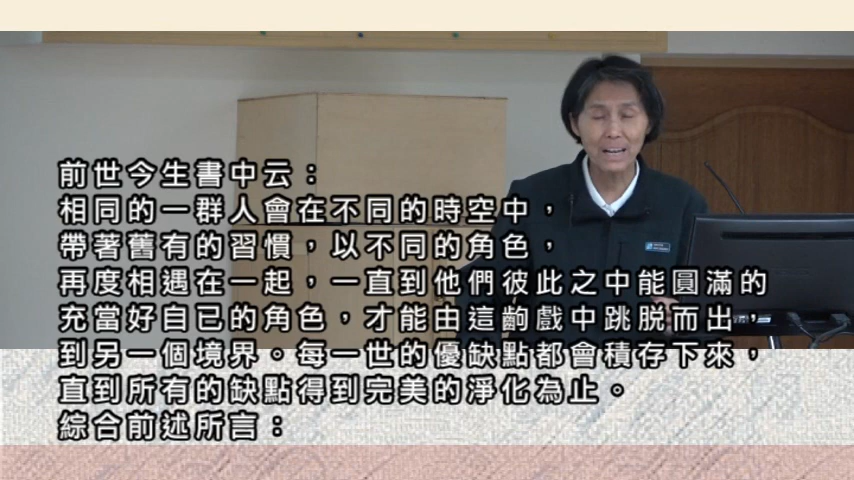 前世今生書中云：
相同的一群人會在不同的時空中，
帶著舊有的習慣，以不同的角色，
再度相遇在一起，一直到他們彼此之中能圓滿的
充當好自已的角色，才能由這齣戲中跳脫而出，
到另一個境界。每一世的優缺點都會積存下來，
直到所有的缺點得到完美的淨化為止。
綜合前述所言：